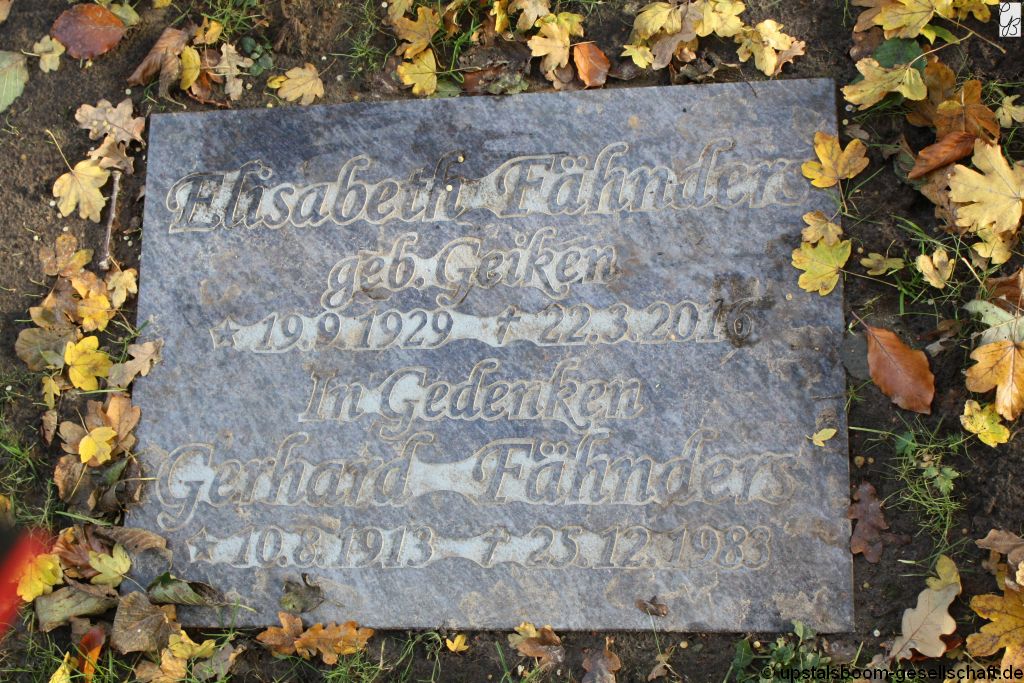 Elisabeth Fähnders
geb. Geiken
☆ 19.9.1929 ✝ 22.3.2016
In Gedenken
Gerhard Fähnders
☆ 10.8.1913 ✝ 25.12.1983
© upstalsboom-gesellschaft.de